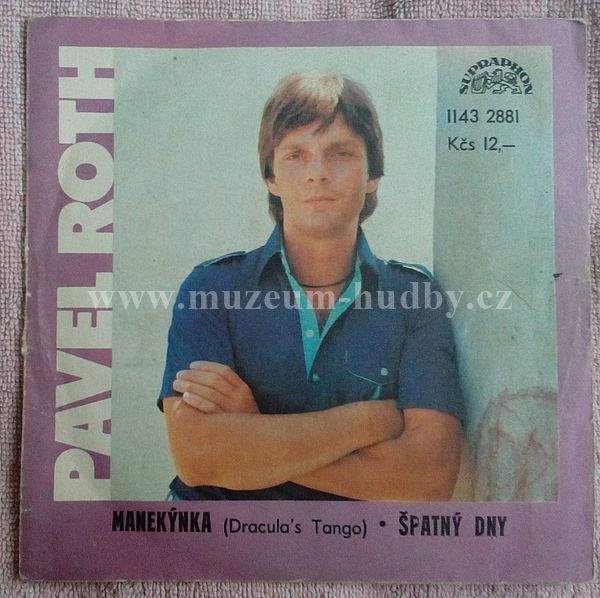 PAVEL ROTH
SUPRAPHON
1143 2881
Kčs 12,—
www.muzeum-hudby.cz
MANEKÝNKA (Dracula's Tango) • ŠPATNÝ DNY